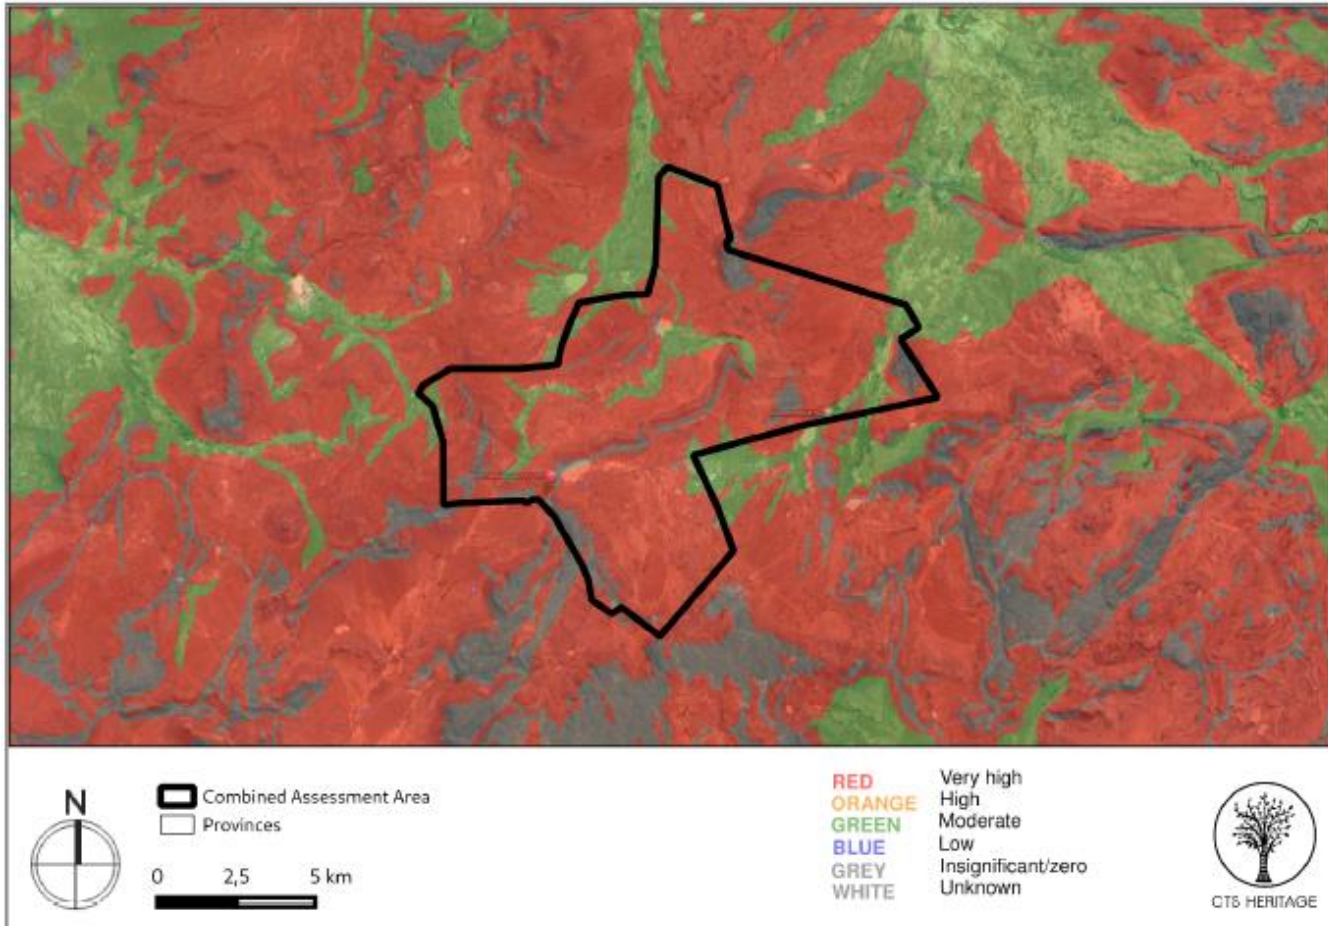 N
Combined Assessment Area
Provinces
0 2,5 5 km
RED Very high
ORANGE High
GREEN Moderate
BLUE Low
GREY Insignificant/zero
WHITE Unknown
CTS HERITAGE